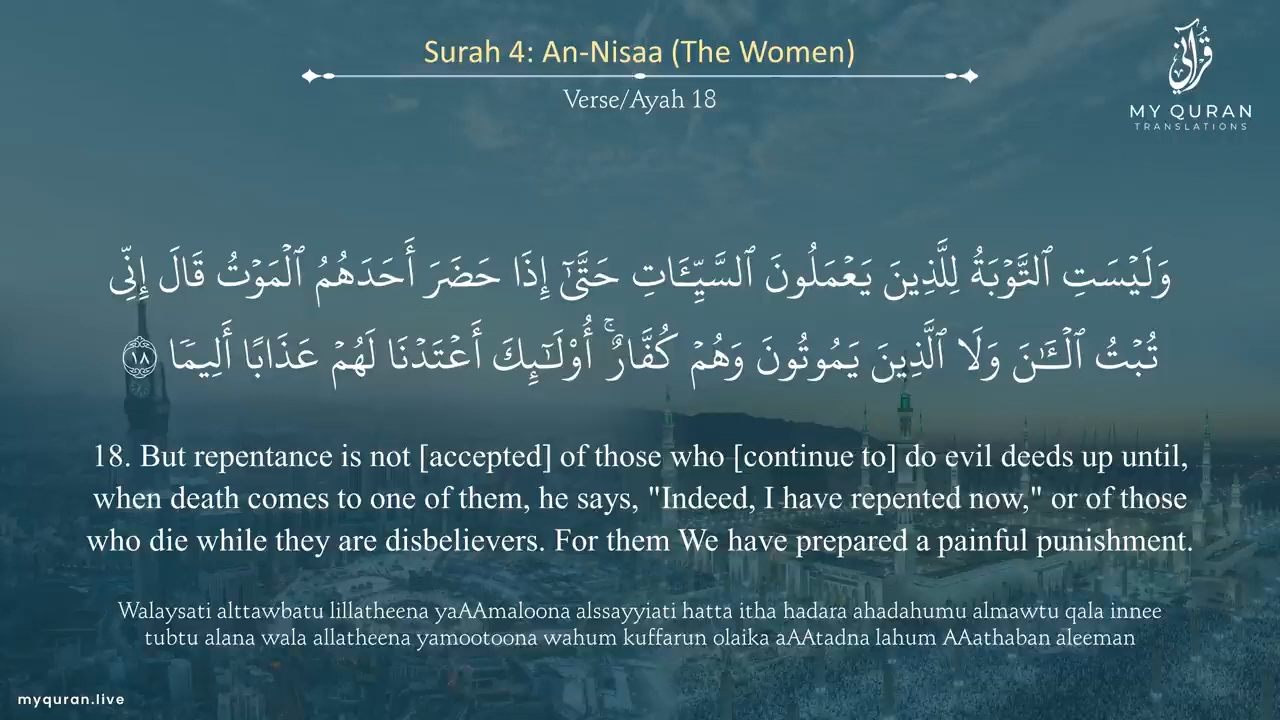 Surah 4: An-Nisaa (The Women)
Verse/Ayah 18
قرآني
MY QURAN
TRANSLATIONS
وَلَيْسَتِ ٱلتَّوْبَةُ لِلَّذِينَ يَعْمَلُونَ ٱلسَّيِّـَٔاتِ حَتَّىٰٓ إِذَا حَضَرَ أَحَدَهُمُ ٱلْمَوْتُ قَالَ إِنِّى
تُبْتُ ٱلْـَٔـٰنَ وَلَا ٱلَّذِينَ يَمُوتُونَ وَهُمْ كُفَّارٌ ۚ أُو۟لَـٰٓئِكَ أَعْتَدْنَا لَهُمْ عَذَابًا أَلِيمًا ١٨
18. But repentance is not [accepted] of those who [continue to] do evil deeds up until,
when death comes to one of them, he says, "Indeed, I have repented now," or of those
who die while they are disbelievers. For them We have prepared a painful punishment.
Walaysati alttawbatu lillatheena yaAAmaloona alssayyiati hatta itha hadara ahadahumu almawtu qala innee
tubtu alana wala allatheena yamootoona wahum kuffarun olaika aAAtadna lahum AAathaban aleeman
myquran.live